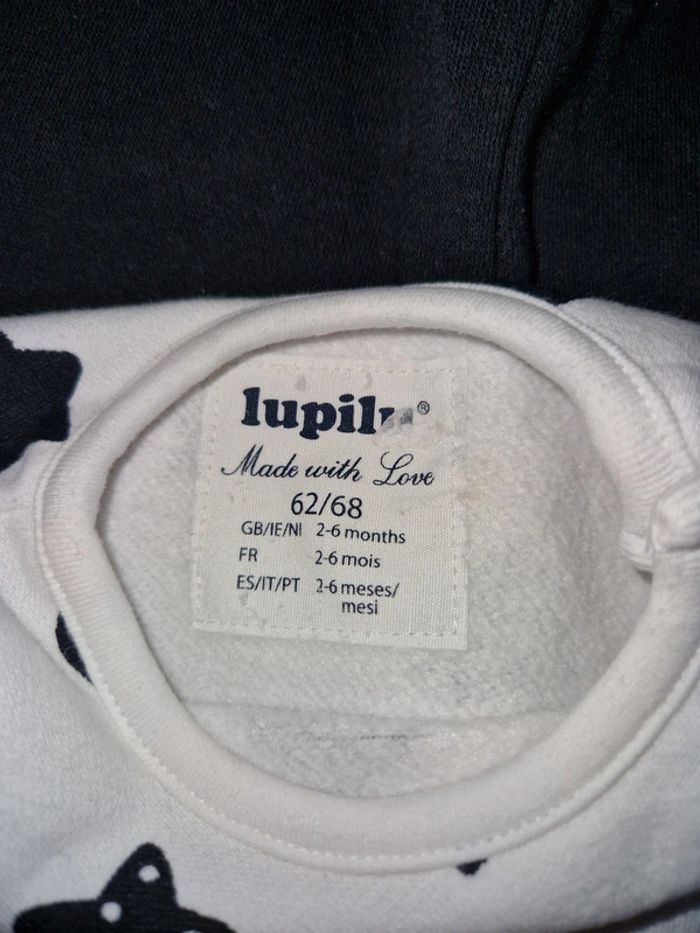 lupilu®
Made with Love
62/68
GB/IE/NI 2-6 months
FR 2-6 mois
ES/IT/PT 2-6 meses/
mesi